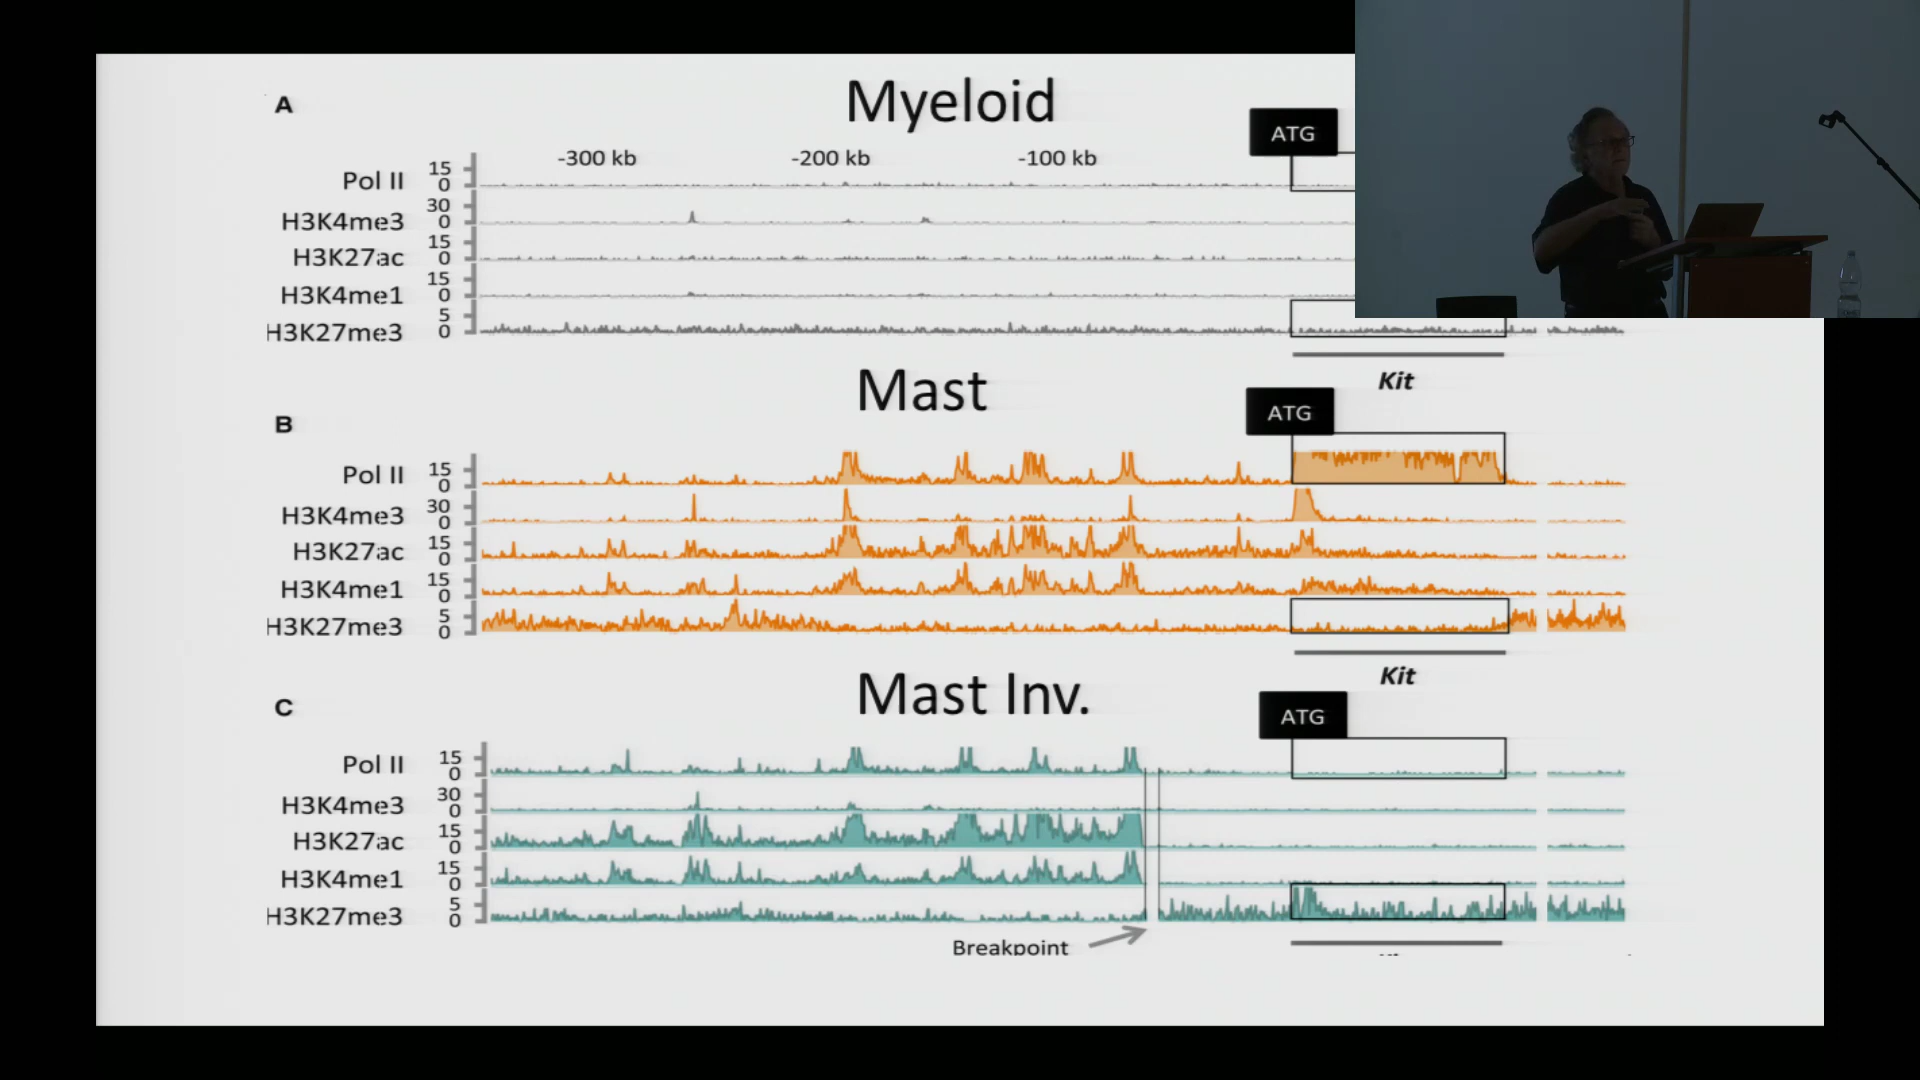 A
Myeloid
ATG
-300 kb -200 kb -100 kb
Pol II 15 0
H3K4me3 30 0
H3K27ac 15 0
H3K4me1 15 0
H3K27me3 5 0
Kit
B
Mast
ATG
Pol II 15 0
H3K4me3 30 0
H3K27ac 15 0
H3K4me1 15 0
H3K27me3 5 0
Kit
C
Mast Inv.
ATG
Pol II 15 0
H3K4me3 30 0
H3K27ac 15 0
H3K4me1 15 0
H3K27me3 5 0
Breakpoint